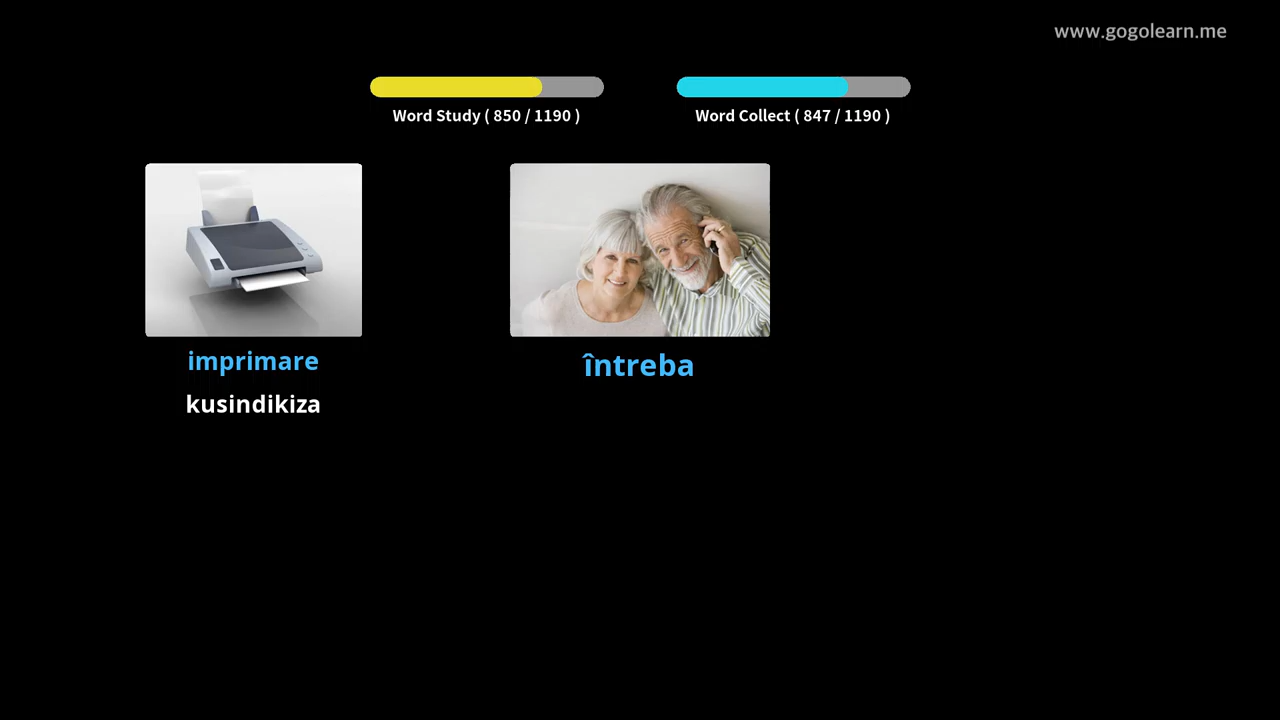 www.gogolearn.me
Word Study ( 850 / 1190 )
Word Collect ( 847 / 1190 )
imprimare
întreba
kusindikiza